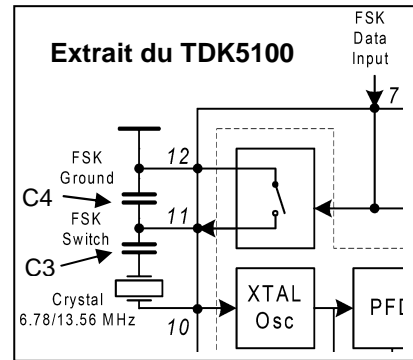 Extrait du TDK5100
FSK
Data
Input
7
FSK
Ground
12
C4
FSK
Switch
11
C3
Crystal
6.78/13.56 MHz
10
XTAL
Osc
PFD